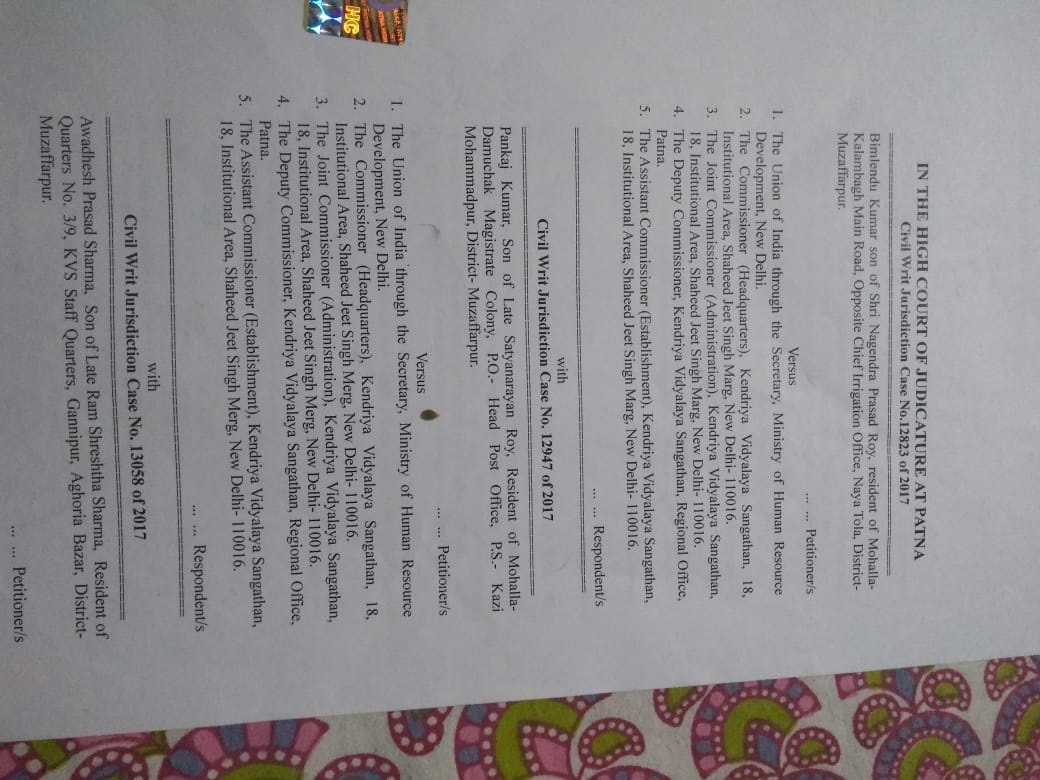 IN THE HIGH COURT OF JUDICATURE AT PATNA
Civil Writ Jurisdiction Case No.12823 of 2017
Bimlendu Kumar son of Shri Nagendra Prasad Roy, resident of Mohalla-
Kalambagh Main Road, Opposite Chief Irrigation Office, Naya Tola, District-
Muzaffarpur.
... ... Petitioner/s
Versus
1. The Union of India through the Secretary, Ministry of Human Resource
Development, New Delhi.
2. The Commissioner (Headquarters), Kendriya Vidyalaya Sangathan, 18,
Institutional Area, Shaheed Jeet Singh Marg, New Delhi- 110016.
3. The Joint Commissioner (Administration), Kendriya Vidyalaya Sangathan,
18, Institutional Area, Shaheed Jeet Singh Marg, New Delhi- 110016.
4. The Deputy Commissioner, Kendriya Vidyalaya Sangathan, Regional Office,
Patna.
5. The Assistant Commissioner (Establishment), Kendriya Vidyalaya Sangathan,
18, Institutional Area, Shaheed Jeet Singh Marg, New Delhi- 110016.
... ... Respondent/s
with
Civil Writ Jurisdiction Case No. 12947 of 2017
Pankaj Kumar, Son of Late Satyanarayan Roy, Resident of Mohalla-
Damuchak Magistrate Colony, P.O.- Head Post Office, P.S.- Kazi
Mohammadpur, District- Muzaffarpur.
... ... Petitioner/s
Versus
1. The Union of India through the Secretary, Ministry of Human Resource
Development, New Delhi.
2. The Commissioner (Headquarters), Kendriya Vidyalaya Sangathan, 18,
Institutional Area, Shaheed Jeet Singh Merg, New Delhi- 110016.
3. The Joint Commissioner (Administration), Kendriya Vidyalaya Sangathan,
18, Institutional Area, Shaheed Jeet Singh Merg, New Delhi- 110016.
4. The Deputy Commissioner, Kendriya Vidyalaya Sangathan, Regional Office,
Patna.
5. The Assistant Commissioner (Establishment), Kendriya Vidyalaya Sangathan,
18, Institutional Area, Shaheed Jeet Singh Merg, New Delhi- 110016.
... ... Respondent/s
with
Civil Writ Jurisdiction Case No. 13058 of 2017
Awadhesh Prasad Sharma, Son of Late Ram Shreshtha Sharma, Resident of
Quarters No. 3/9, KVS Staff Quarters, Gannipur, Aghoria Bazar, District-
Muzaffarpur.
... ... Petitioner/s
HC